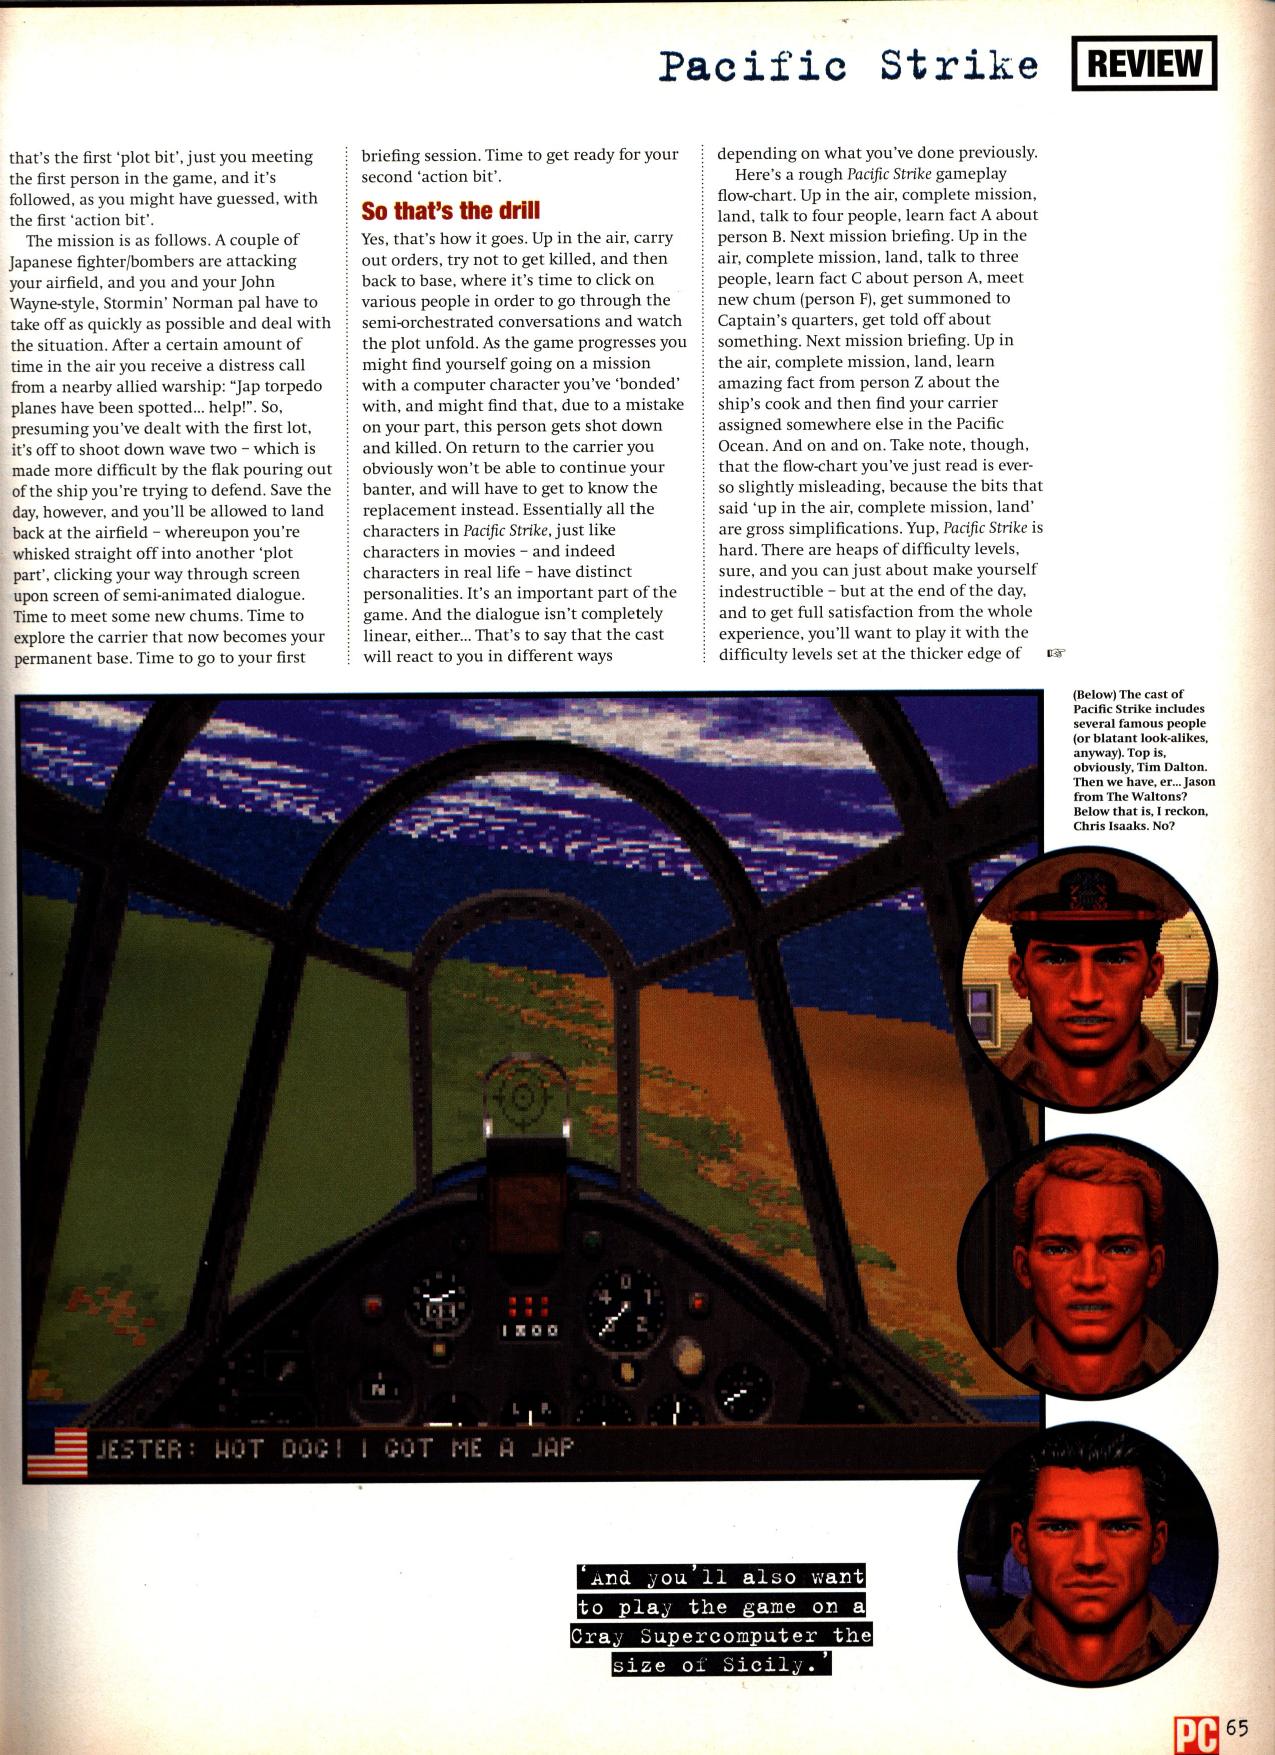 Pacific Strike
REVIEW
that's the first ‘plot bit’, just you meeting
the first person in the game, and it's
followed, as you might have guessed, with
the first ‘action bit’.
The mission is as follows. A couple of
Japanese fighter/bombers are attacking
your airfield, and you and your John
Wayne-style, Stormin’ Norman pal have to
take off as quickly as possible and deal with
the situation. After a certain amount of
time in the air you receive a distress call
from a nearby allied warship: “Jap torpedo
planes have been spotted... help!”. So,
presuming you've dealt with the first lot,
it's off to shoot down wave two – which is
made more difficult by the flak pouring out
of the ship you're trying to defend. Save the
day, however, and you'll be allowed to land
back at the airfield – whereupon you're
whisked straight off into another ‘plot
part’, clicking your way through screen
upon screen of semi-animated dialogue.
Time to meet some new chums. Time to
explore the carrier that now becomes your
permanent base. Time to go to your first
briefing session. Time to get ready for your
second ‘action bit’.
So that's the drill
Yes, that's how it goes. Up in the air, carry
out orders, try not to get killed, and then
back to base, where it's time to click on
various people in order to go through the
semi-orchestrated conversations and watch
the plot unfold. As the game progresses you
might find yourself going on a mission
with a computer character you've ‘bonded’
with, and might find that, due to a mistake
on your part, this person gets shot down
and killed. On return to the carrier you
obviously won't be able to continue your
banter, and will have to get to know the
replacement instead. Essentially all the
characters in Pacific Strike, just like
characters in movies – and indeed
characters in real life – have distinct
personalities. It's an important part of the
game. And the dialogue isn't completely
linear, either... That's to say that the cast
will react to you in different ways
depending on what you've done previously.
Here's a rough Pacific Strike gameplay
flow-chart. Up in the air, complete mission,
land, talk to four people, learn fact A about
person B. Next mission briefing. Up in the
air, complete mission, land, talk to three
people, learn fact C about person A, meet
new chum (person F), get summoned to
Captain's quarters, get told off about
something. Next mission briefing. Up in
the air, complete mission, land, learn
amazing fact from person Z about the
ship's cook and then find your carrier
assigned somewhere else in the Pacific
Ocean. And on and on. Take note, though,
that the flow-chart you've just read is ever-
so slightly misleading, because the bits that
said ‘up in the air, complete mission, land’
are gross simplifications. Yup, Pacific Strike is
hard. There are heaps of difficulty levels,
sure, and you can just about make yourself
indestructible – but at the end of the day,
and to get full satisfaction from the whole
experience, you'll want to play it with the
difficulty levels set at the thicker edge of
(Below) The cast of
Pacific Strike includes
several famous people
(or blatant look-alikes,
anyway). Top is,
obviously, Tim Dalton.
Then we have, er... Jason
from The Waltons?
Below that is, I reckon,
Chris Isaaks. No?
0
4 1
3 2
1800
N
L R
JESTER: HOT DOG! I GOT ME A JAP
‘And you'll also want
to play the game on a
Cray Supercomputer the
size of Sicily.’
PC 65